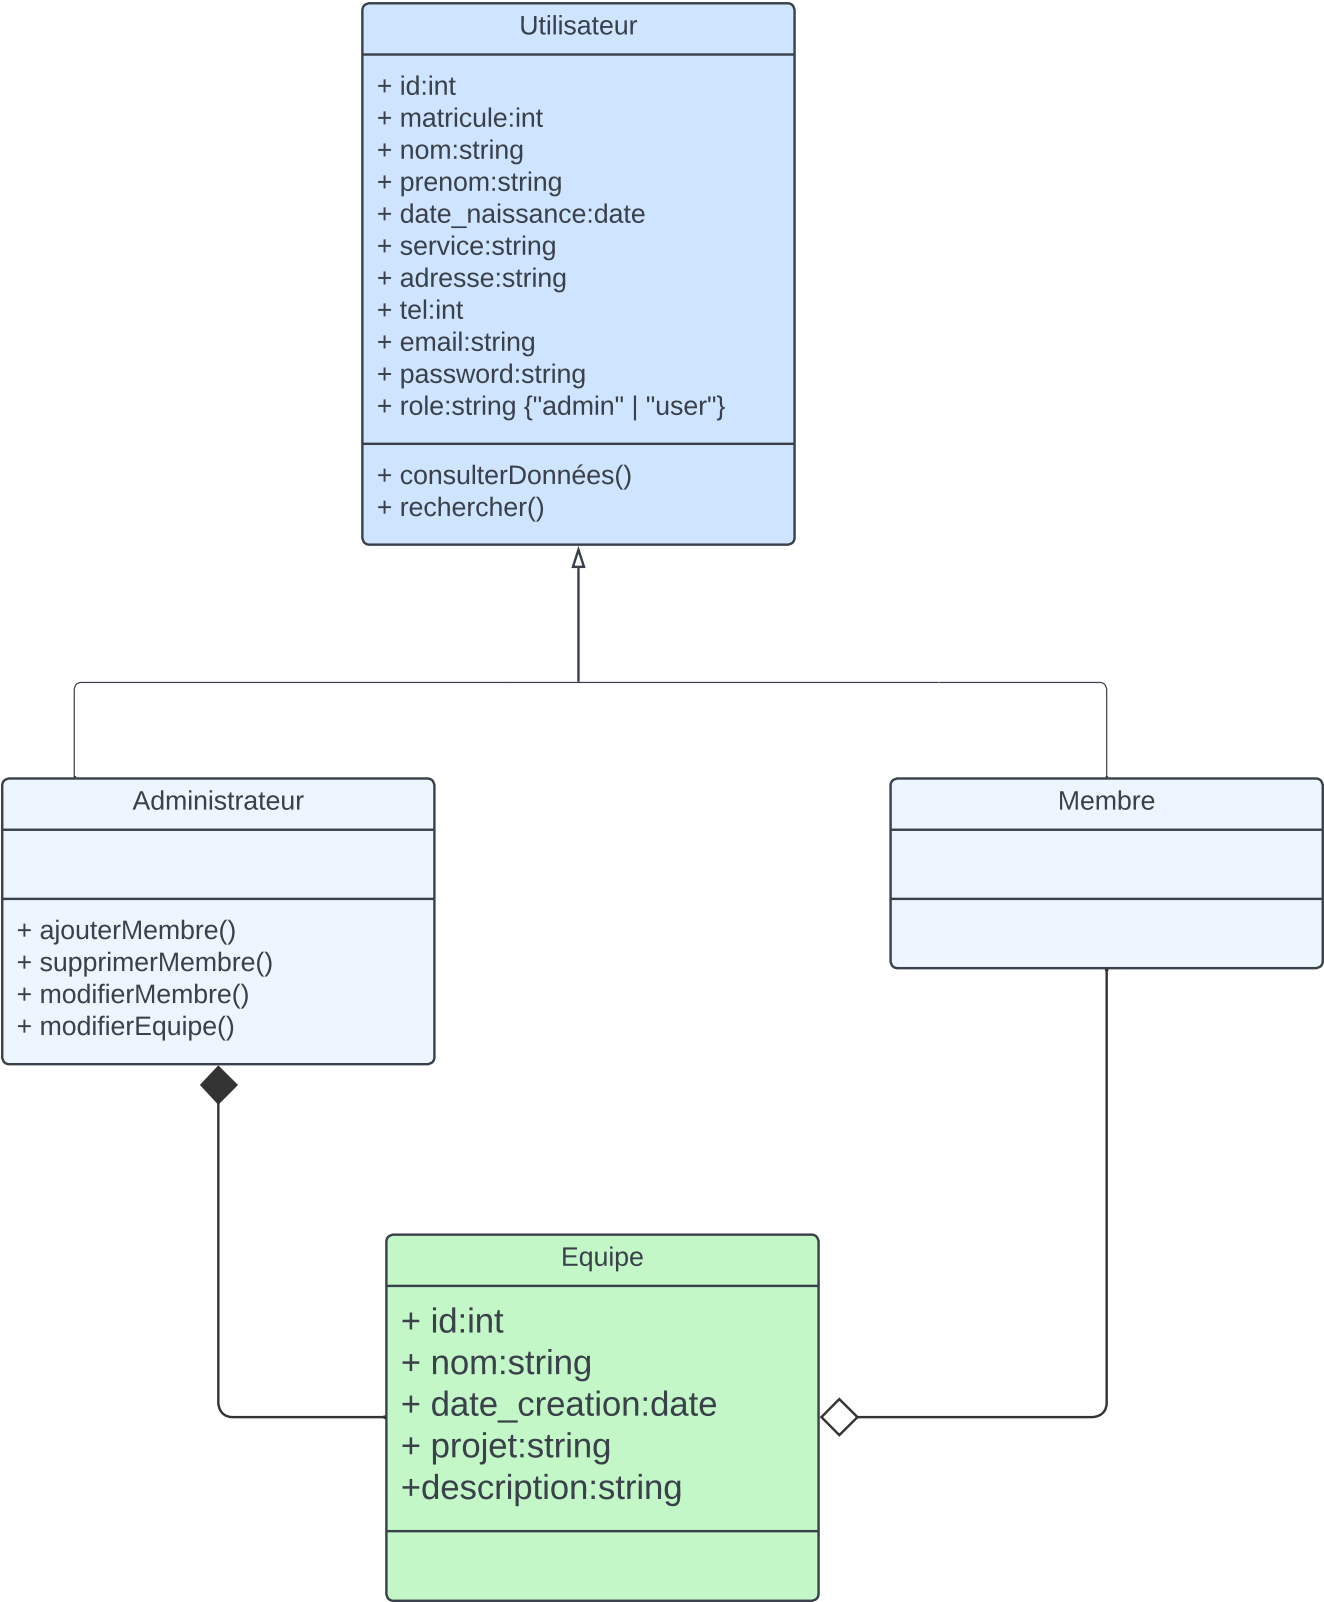 Utilisateur
+ id:int
+ matricule:int
+ nom:string
+ prenom:string
+ date_naissance:date
+ service:string
+ adresse:string
+ tel:int
+ email:string
+ password:string
+ role:string {"admin" | "user"}
+ consulterDonnées()
+ rechercher()
Administrateur
+ ajouterMembre()
+ supprimerMembre()
+ modifierMembre()
+ modifierEquipe()
Membre
Equipe
+ id:int
+ nom:string
+ date_creation:date
+ projet:string
+description:string